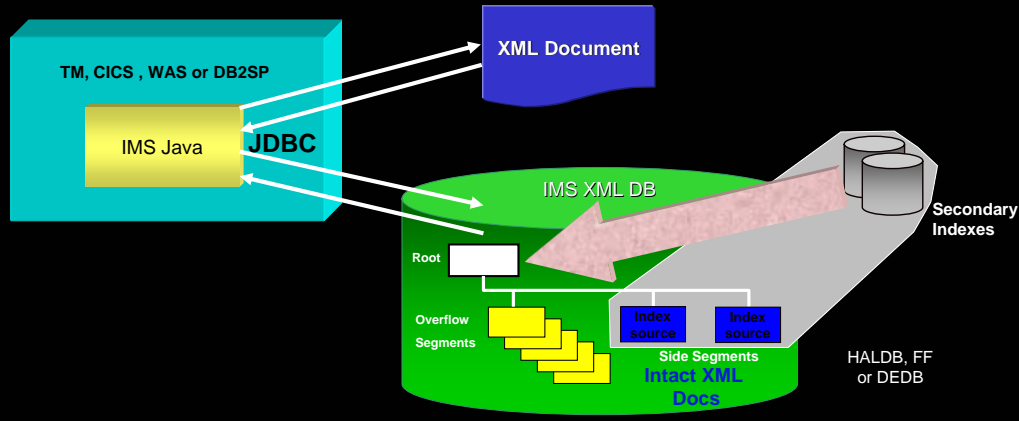 TM, CICS , WAS or DB2SP
IMS Java
JDBC
XML Document
IMS XML DB
Secondary
Indexes
Root
Overflow
Segments
Index
source
Index
source
Side Segments
Intact XML
Docs
HALDB, FF
or DEDB